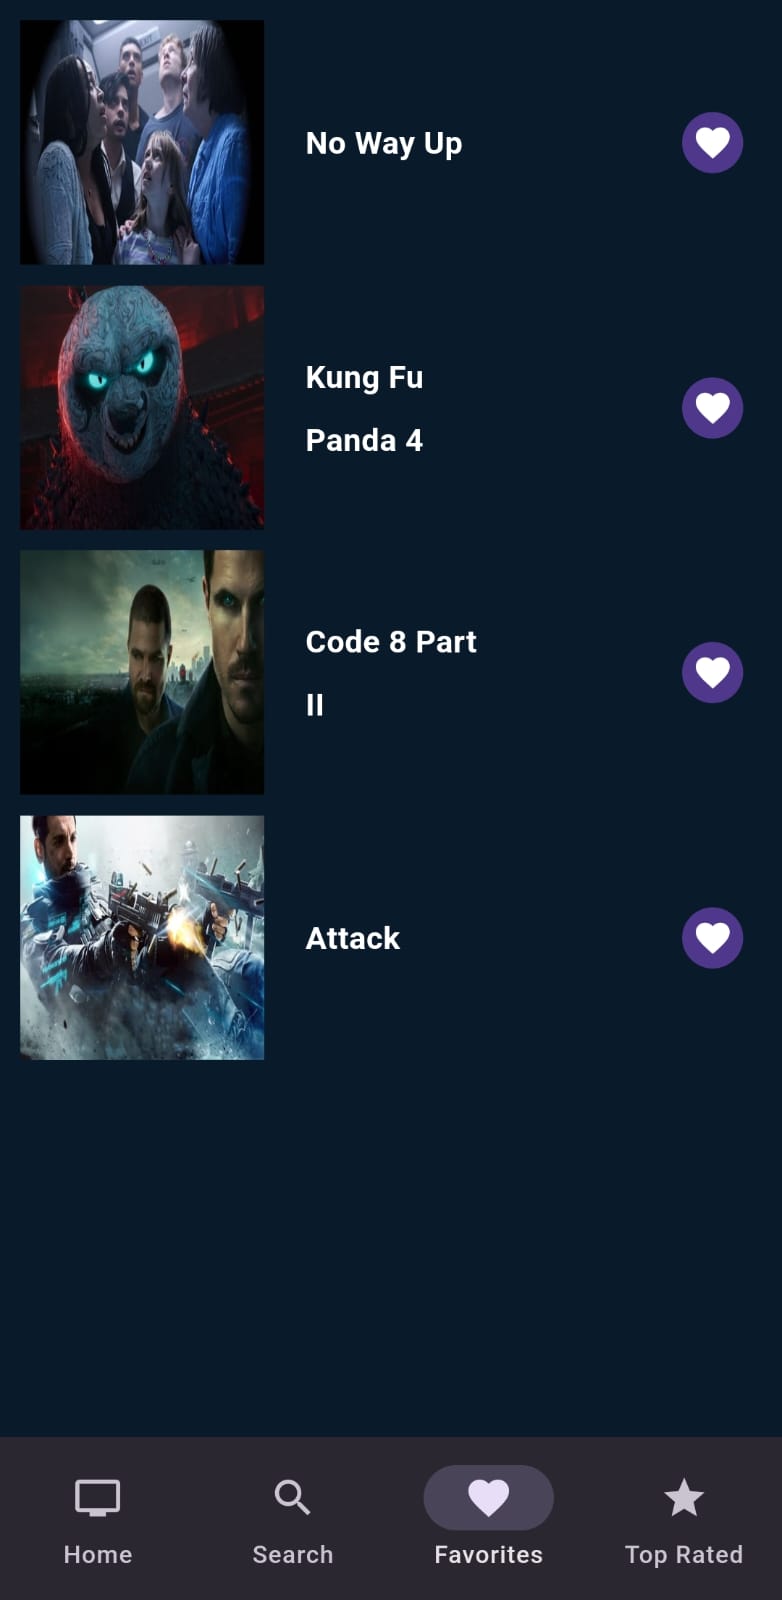 No Way Up
Kung Fu
Panda 4
Code 8 Part
II
Attack
Home
Search
Favorites
Top Rated